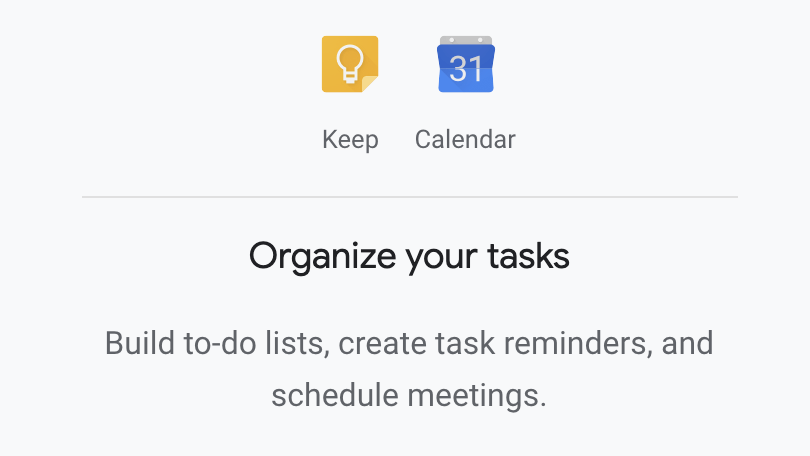 31
Keep Calendar
Organize your tasks
Build to-do lists, create task reminders, and
schedule meetings.